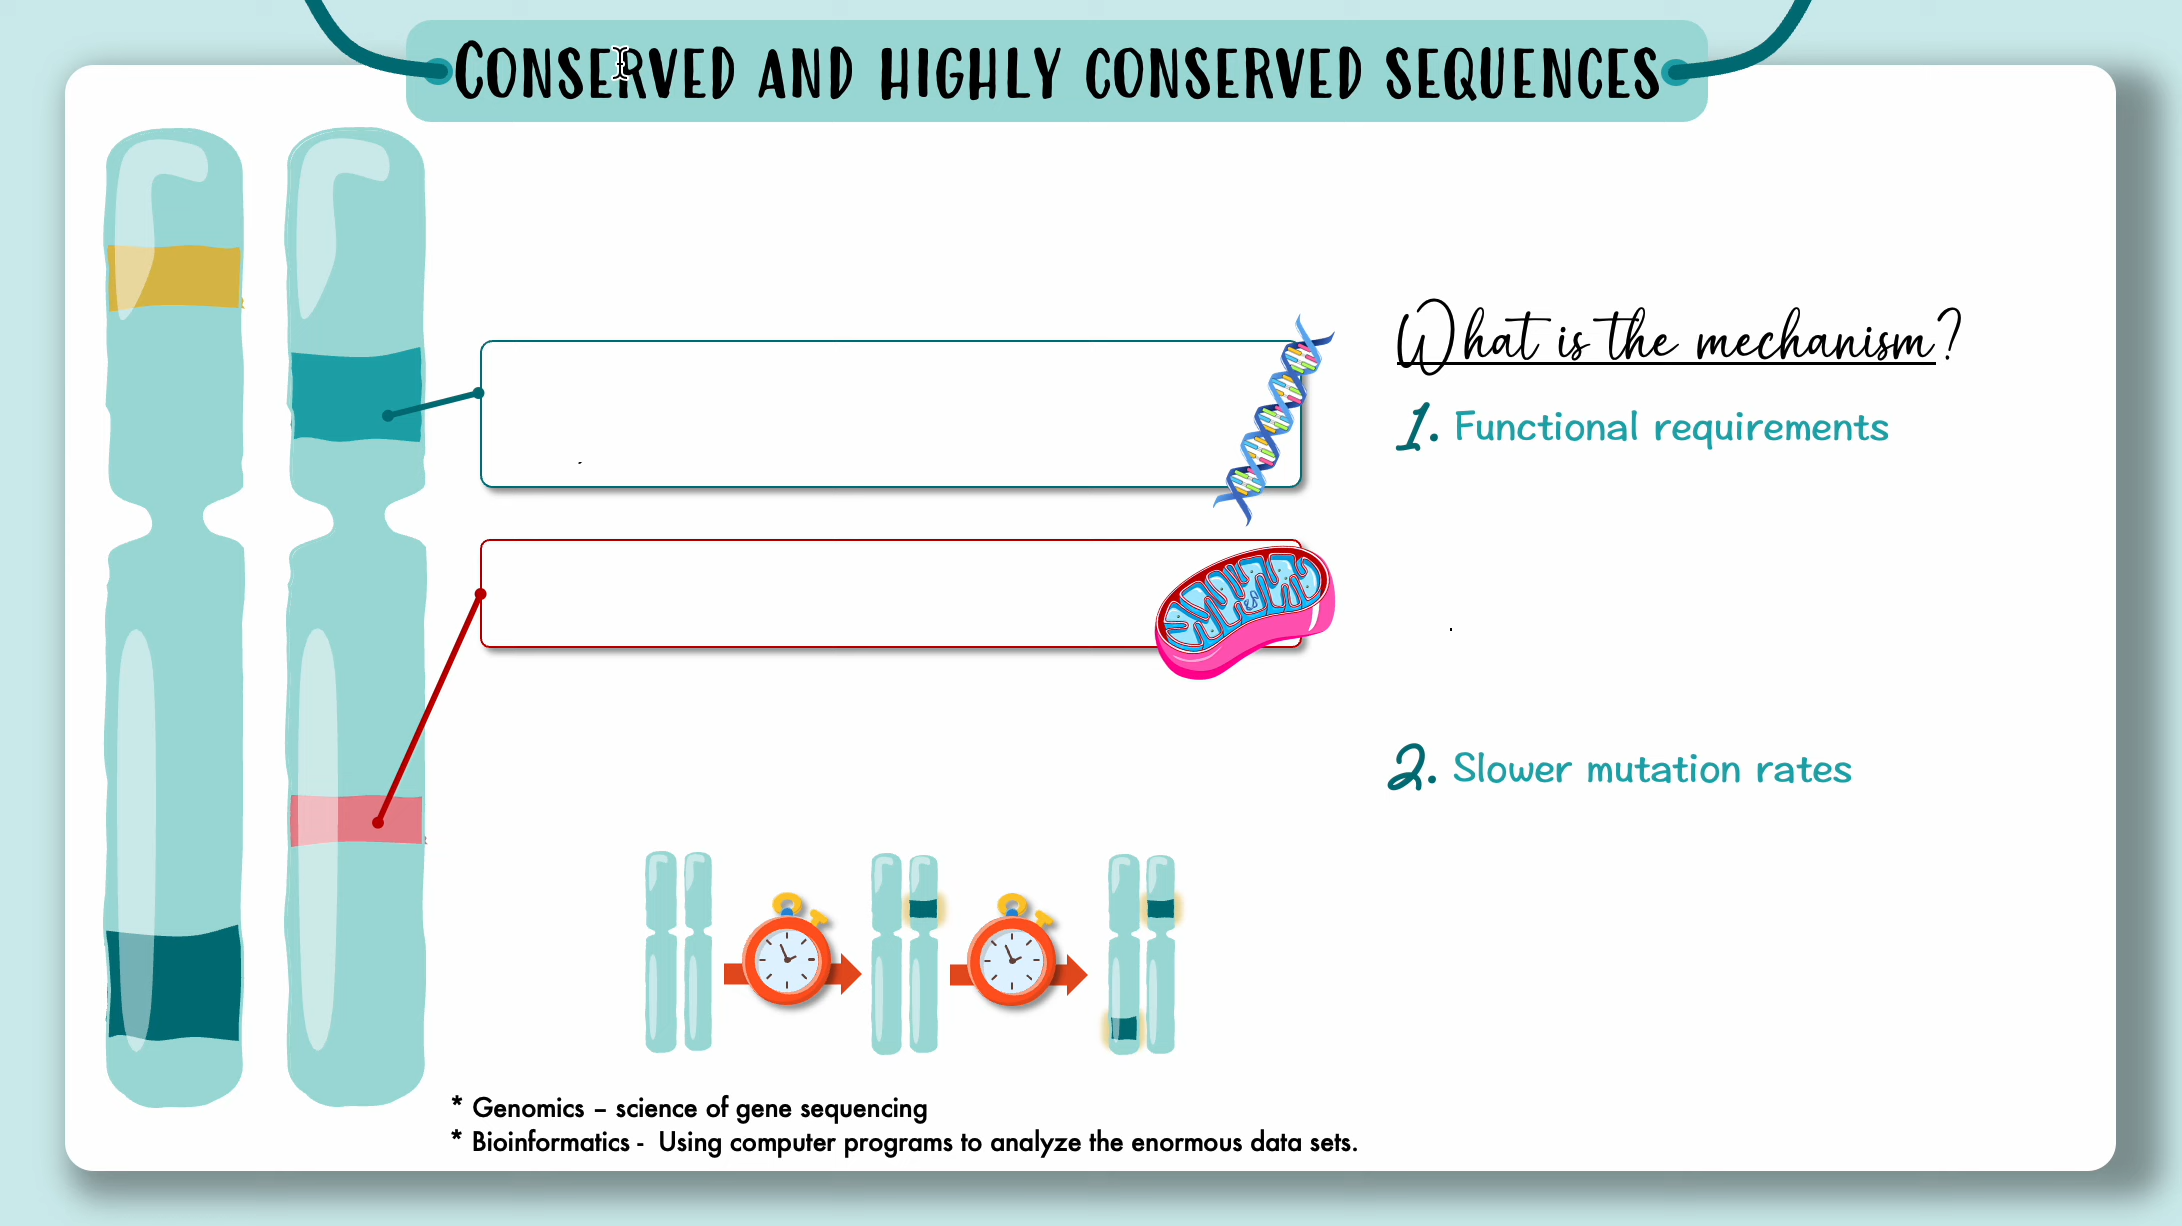 Conserved and highly conserved sequences
What is the mechanism?
1. Functional requirements
2. Slower mutation rates
* Genomics – science of gene sequencing
* Bioinformatics - Using computer programs to analyze the enormous data sets.